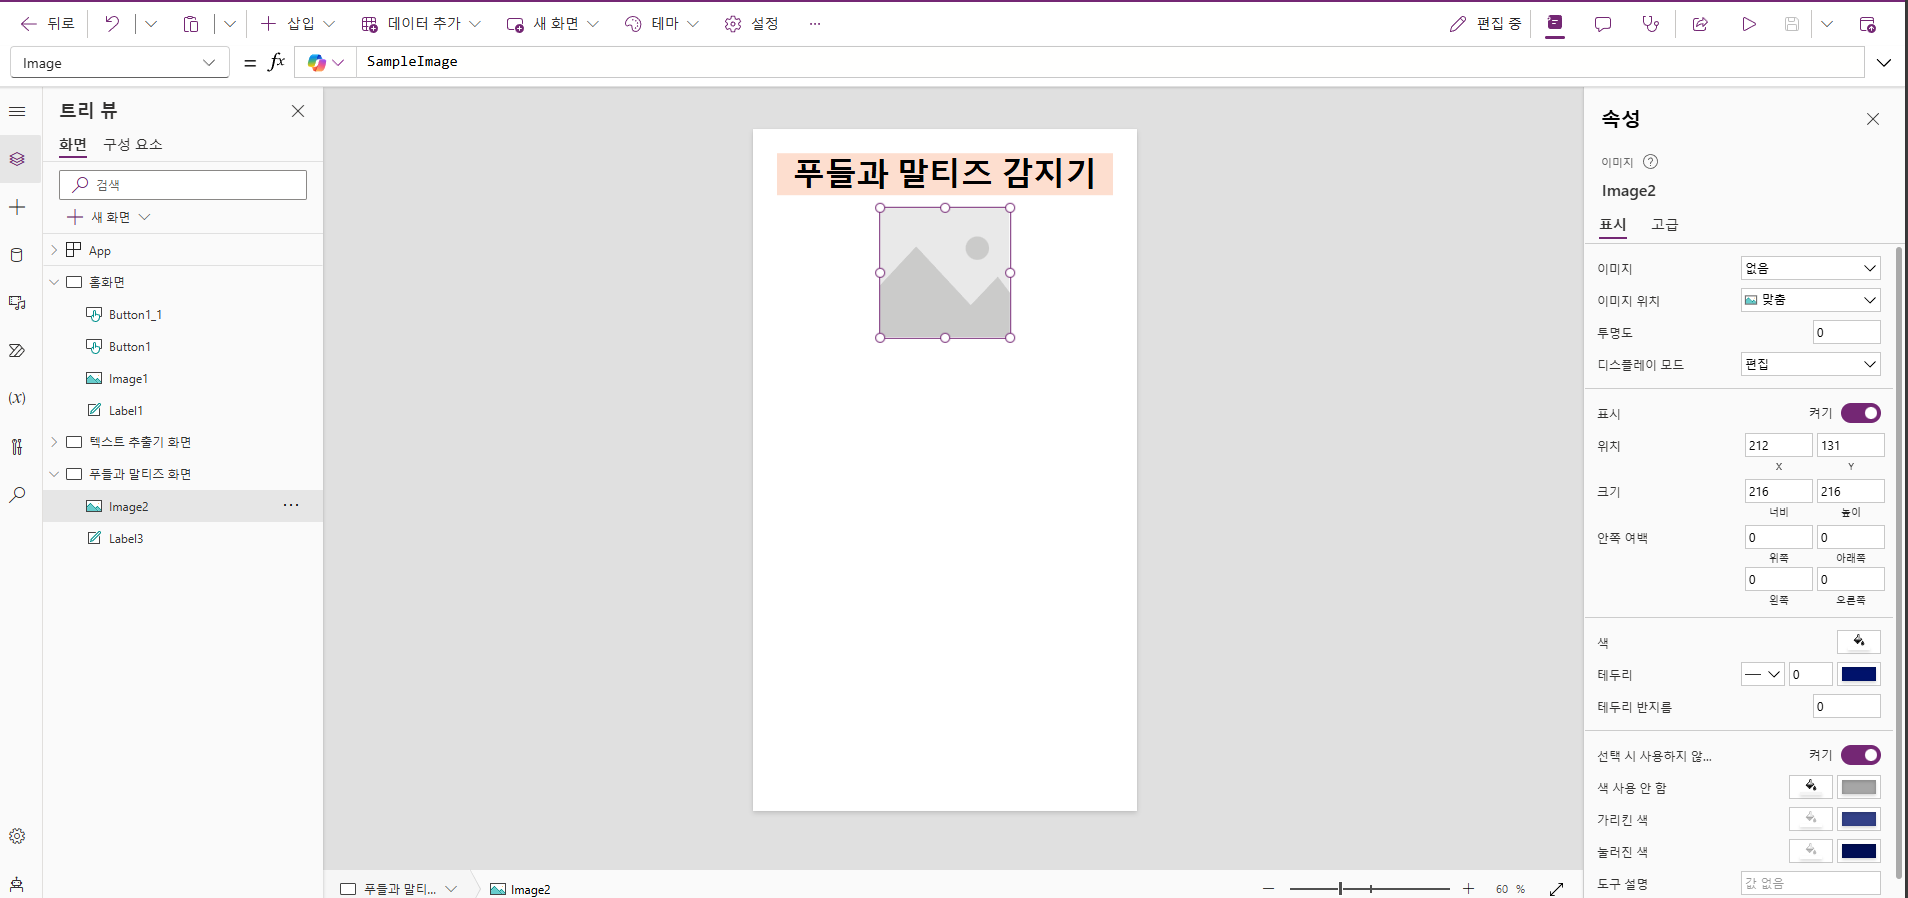 뒤로 삽입 데이터 추가 새 화면 테마 설정 ... 편집 중
Image = fx SampleImage
트리 뷰
화면 구성 요소
검색
새 화면
App
홈화면
Button1_1
Button1
Image1
Label1
텍스트 추출기 화면
푸들과 말티즈 화면
Image2 ...
Label3
푸들과 말티즈 감지기
푸들과 말티... Image2
60 %
속성
이미지 ?
Image2
표시 고급
이미지 없음
이미지 위치 맞춤
투명도 0
디스플레이 모드 편집
표시 켜기
위치 212 131
X Y
크기 216 216
너비 높이
안쪽 여백 0 0
위쪽 아래쪽
0 0
왼쪽 오른쪽
색
테두리 0
테두리 반지름 0
선택 시 사용하지 않... 켜기
색 사용 안 함
가리킨 색
눌러진 색
도구 설명 값 없음
(x)